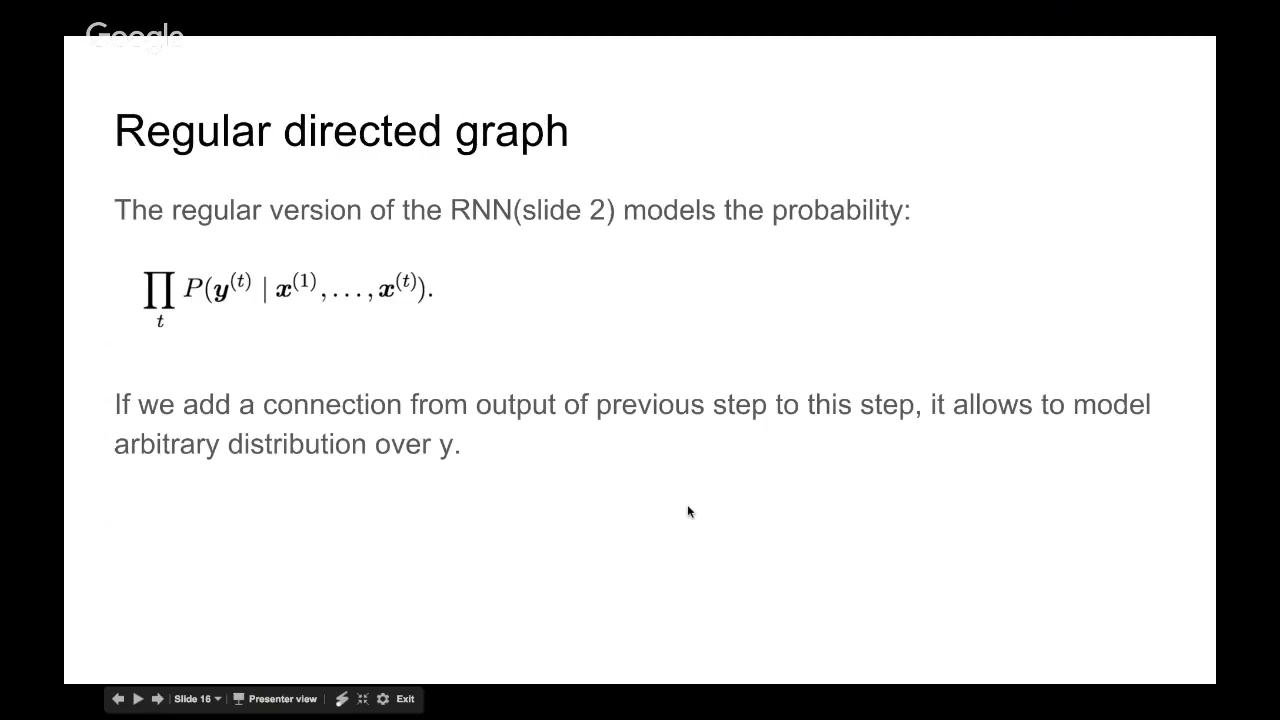 Google
Regular directed graph
The regular version of the RNN(slide 2) models the probability:
∏_t P(y^(t) | x^(1), . . . , x^(t)).
If we add a connection from output of previous step to this step, it allows to model
arbitrary distribution over y.
Slide 16 Presenter view Exit